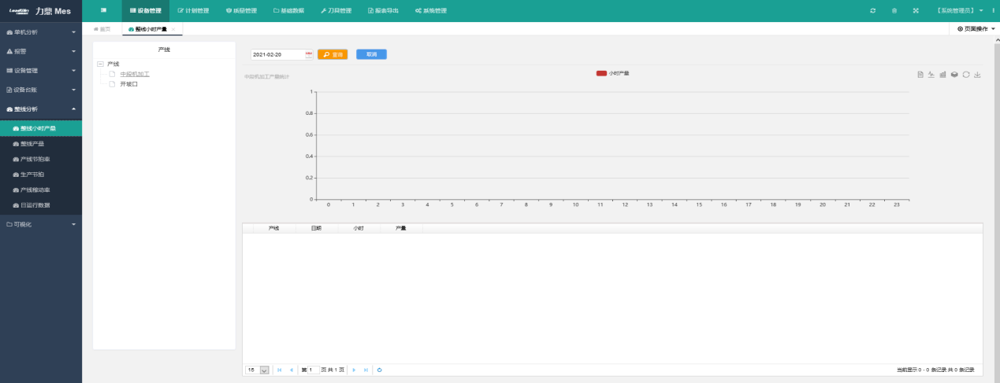 力鼎 Mes
设备管理 计划管理 质量管理 基础数据 刀具管理 报表导出 系统管理 【系统管理员】
首页 整线小时产量 × 页面操作
单机分析
报警
设备管理
设备台账
整线分析
整线小时产量
整线产量
产线节拍率
生产节拍
产线稼动率
日运行数据
可视化
产线
产线
中段机加工
开坡口
2021-02-20 查询 取消
中段机加工产量统计 小时产量
1
0.8
0.6
0.4
0.2
0
0 1 2 3 4 5 6 7 8 9 10 11 12 13 14 15 16 17 18 19 20 21 22 23
产线 日期 小时 产量
15 第 1 页 共 1 页 当前显示 0 - 0 条记录 共 0 条记录